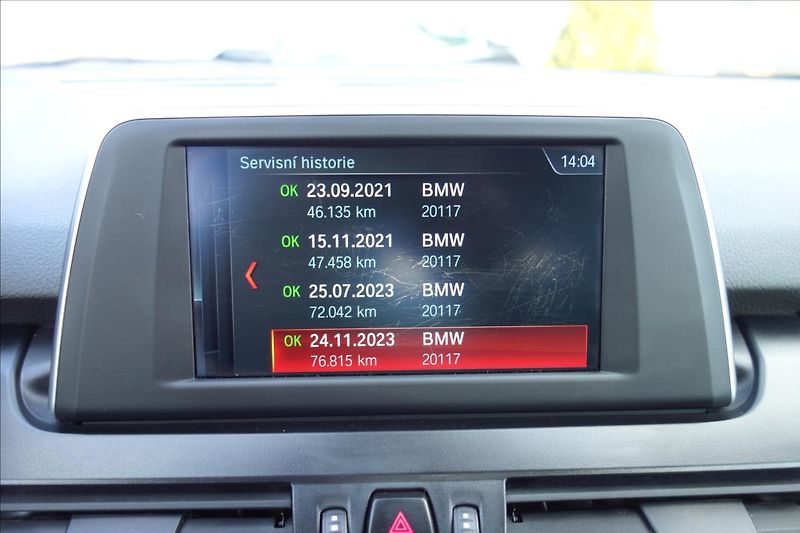 Servisní historie 14:04
OK 23.09.2021 BMW
46.135 km 20117
OK 15.11.2021 BMW
47.458 km 20117
OK 25.07.2023 BMW
72.042 km 20117
OK 24.11.2023 BMW
76.815 km 20117